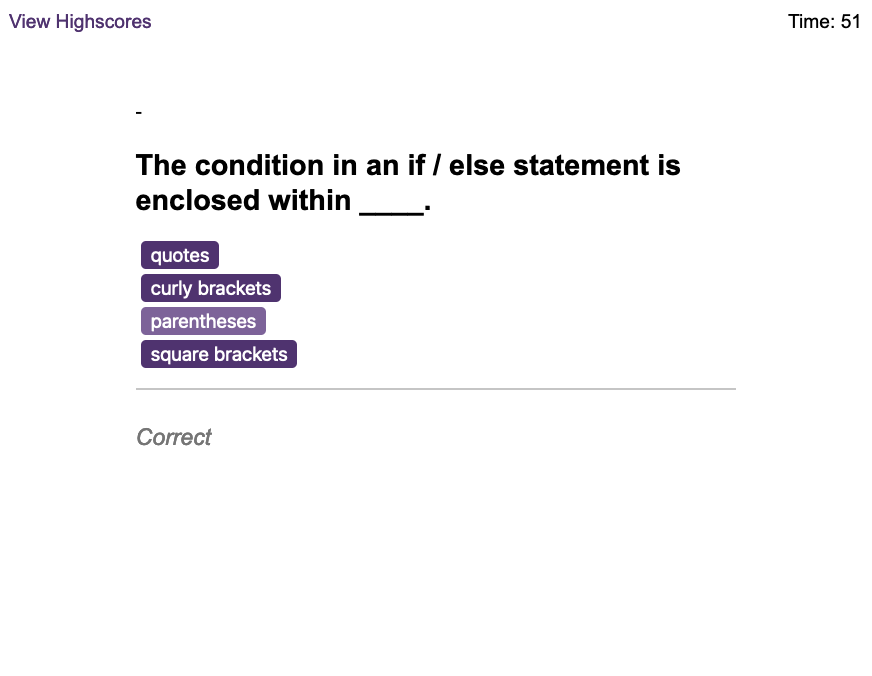 View Highscores
Time: 51
-
The condition in an if / else statement is
enclosed within ____.
quotes
curly brackets
parentheses
square brackets
Correct